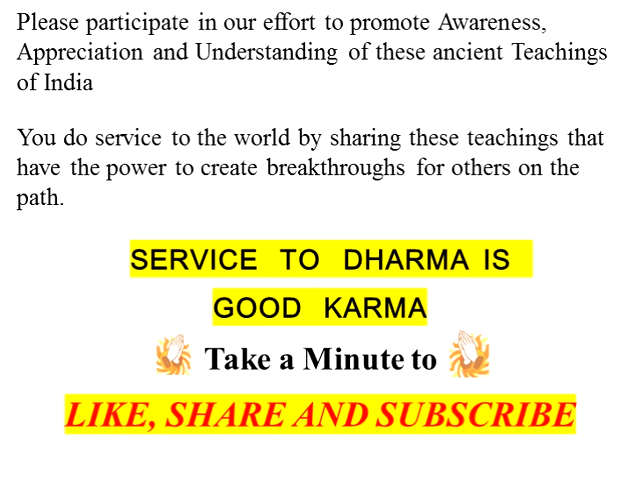 Please participate in our effort to promote Awareness,
Appreciation and Understanding of these ancient Teachings
of India
You do service to the world by sharing these teachings that
have the power to create breakthroughs for others on the
path.
SERVICE TO DHARMA IS
GOOD KARMA
Take a Minute to
LIKE, SHARE AND SUBSCRIBE